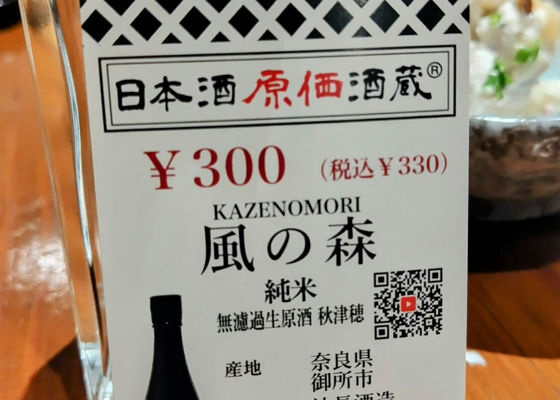 日本酒原価酒蔵®
¥300 (税込¥330)
KAZENOMORI
風の森
純米
無濾過生原酒 秋津穂
産地 奈良県
御所市